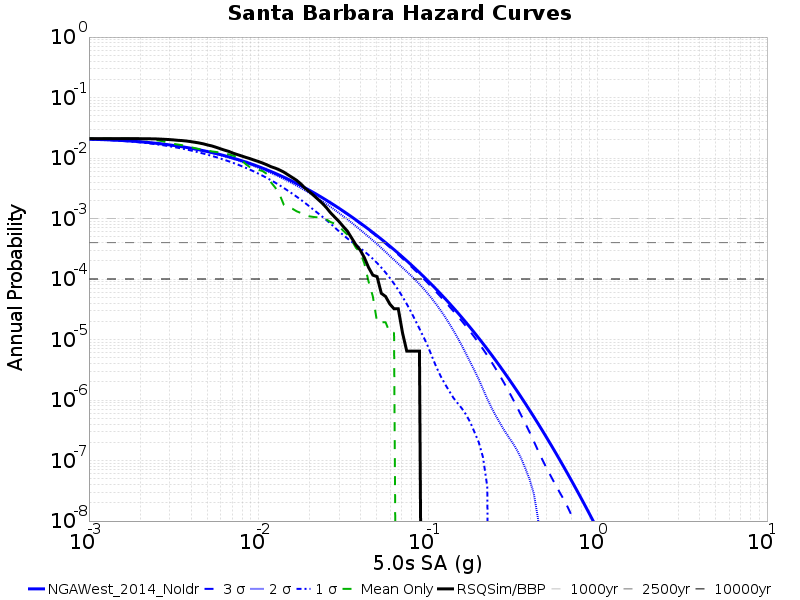 Santa Barbara Hazard Curves
10^0
10^-1
10^-2
10^-3
10^-4
10^-5
10^-6
10^-7
10^-8
Annual Probability
10^-3 10^-2 10^-1 10^0 10^1
5.0s SA (g)
NGAWest_2014_NoIdr 3 σ 2 σ 1 σ Mean Only RSQSim/BBP 1000yr 2500yr 10000yr